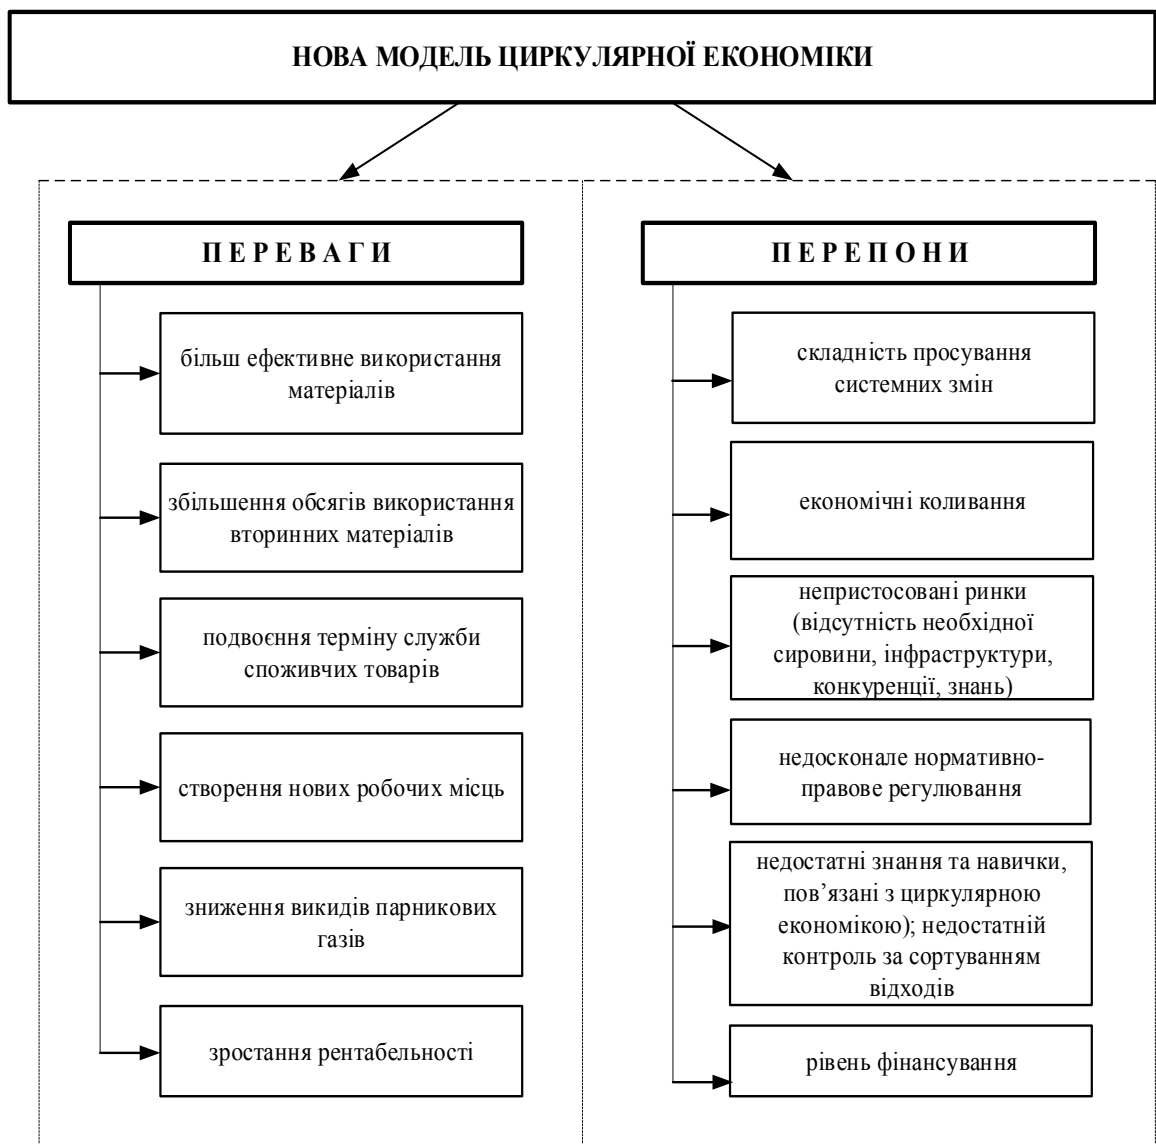 НОВА МОДЕЛЬ ЦИРКУЛЯРНОЇ ЕКОНОМІКИ
ПЕРЕВАГИ
більш ефективне використання
матеріалів
збільшення обсягів використання
вторинних матеріалів
подвоєння терміну служби
споживчих товарів
створення нових робочих місць
зниження викидів парникових
газів
зростання рентабельності
ПЕРЕПОНИ
складність просування
системних змін
економічні коливання
непристосовані ринки
(відсутність необхідної
сировини, інфраструктури,
конкуренції, знань)
недосконале нормативно-
правове регулювання
недостатні знання та навички,
пов’язані з циркулярною
економікою); недостатній
контроль за сортуванням
відходів
рівень фінансування